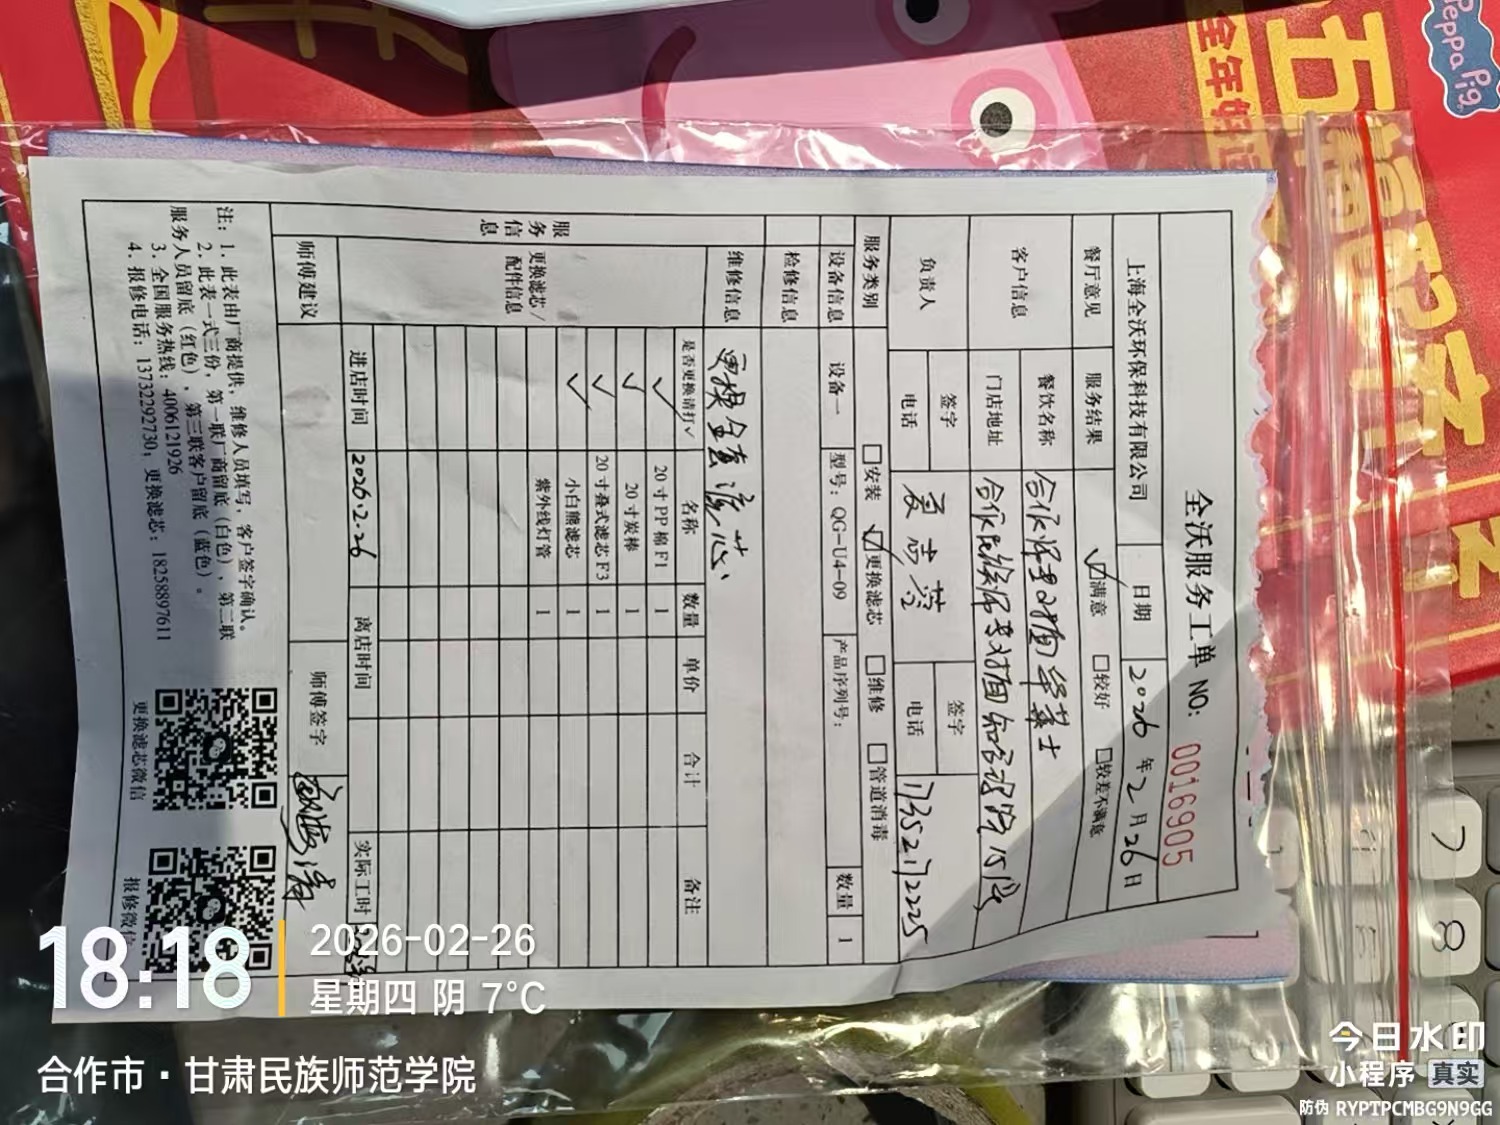 全沃服务工单 NO: 0016905
上海全沃环保科技有限公司 日期 2026年2月26日
餐厅意见 服务结果 ☑满意 □较好 □较差不满意
客户信息 餐饮名称
门店地址
负责人 签字 签字
电话 电话 17352172225
服务类别 □安装 ☑更换滤芯 □维修 □管道消毒
设备信息 设备一 型号: QG-U4-09 产品序列号: 数量 1
服务信息
检修信息
维修信息 更换全套滤芯、
更换滤芯/配件信息
是否更换请打✓ 名称 数量 单价 合计 备注
✓ 20寸PP棉F1 1
✓ 20寸炭棒 1
✓ 20寸叠式滤芯F3 1
✓ 小白熊滤芯 1
紫外线灯管 1
进店时间 2026.2.26 离店时间 实际工时
师傅建议 师傅签字
注: 1. 此表由厂商提供, 维修人员填写, 客户签字确认。
2. 此表一式三份, 第一联厂商留底 (白色), 第二联
服务人员留底 (红色), 第三联客户留底 (蓝色)。
3. 全国服务热线: 4006121926
4. 报修电话: 13732292730, 更换滤芯: 18258897611
更换滤芯微信
报修微信
Peppa Pig
全年好运
五福
7
8
18:18
2026-02-26
星期四 阴 7°C
合作市·甘肃民族师范学院
今日水印
小程序 真实
防伪 RYPTPCMBG9N9GG